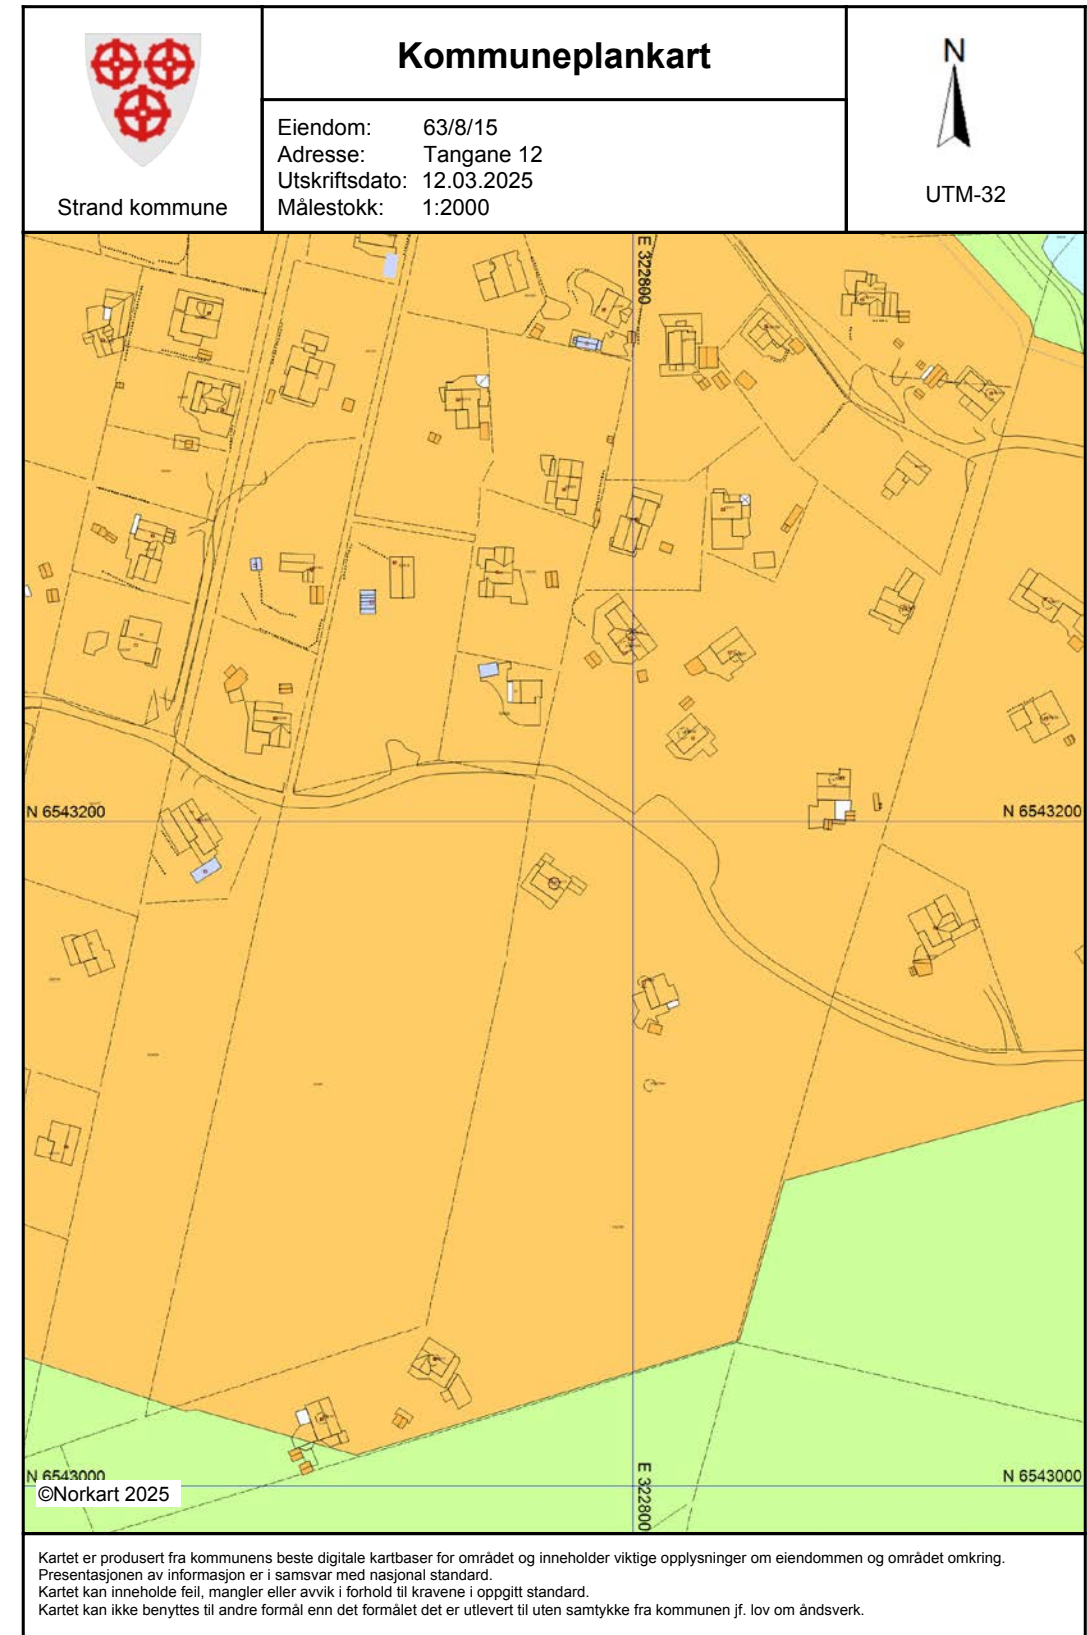 Kommuneplankart
Eiendom: 63/8/15
Adresse: Tangane 12
Utskriftsdato: 12.03.2025
Målestokk: 1:2000
Strand kommune
N
UTM-32
E 322800
N 6543200
N 6543200
N 6543000
E 322800
N 6543000
©Norkart 2025
Kartet er produsert fra kommunens beste digitale kartbaser for området og inneholder viktige opplysninger om eiendommen og området omkring.
Presentasjonen av informasjon er i samsvar med nasjonal standard.
Kartet kan inneholde feil, mangler eller avvik i forhold til kravene i oppgitt standard.
Kartet kan ikke benyttes til andre formål enn det formålet det er utlevert til uten samtykke fra kommunen jf. lov om åndsverk.